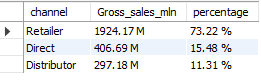 channel Gross_sales_mln percentage
Retailer 1924.17 M 73.22 %
Direct 406.69 M 15.48 %
Distributor 297.18 M 11.31 %